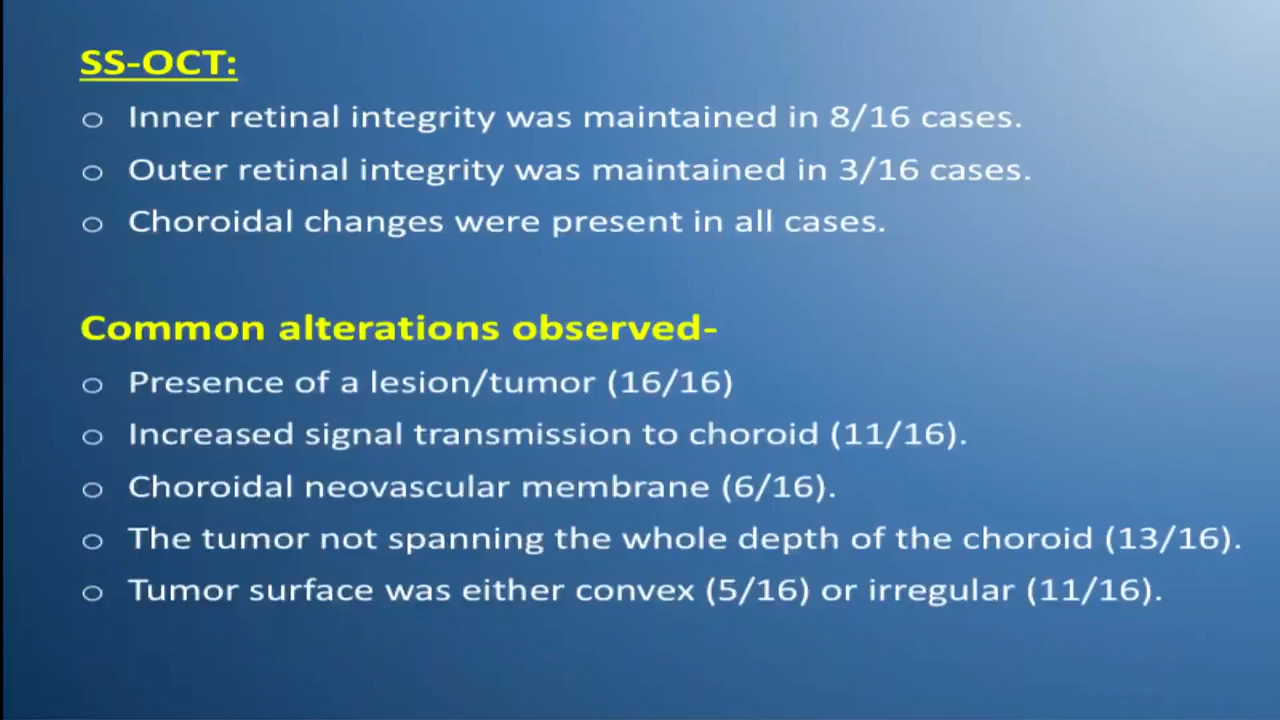 SS-OCT:
o Inner retinal integrity was maintained in 8/16 cases.
o Outer retinal integrity was maintained in 3/16 cases.
o Choroidal changes were present in all cases.
Common alterations observed-
o Presence of a lesion/tumor (16/16)
o Increased signal transmission to choroid (11/16).
o Choroidal neovascular membrane (6/16).
o The tumor not spanning the whole depth of the choroid (13/16).
o Tumor surface was either convex (5/16) or irregular (11/16).